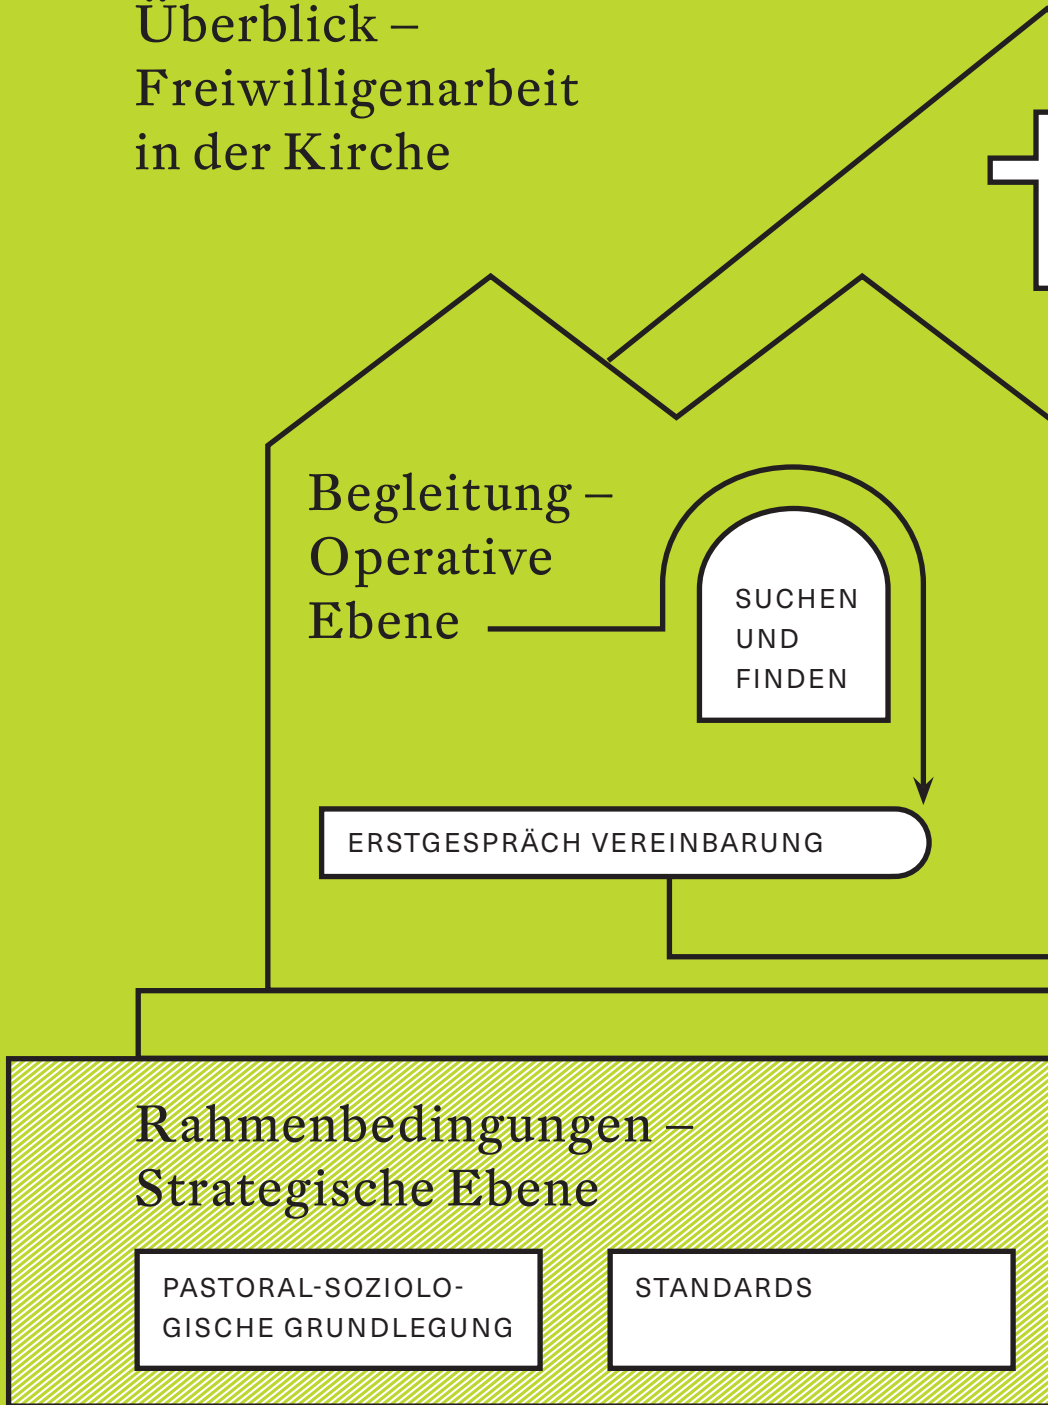 Überblick –
Freiwilligenarbeit
in der Kirche
Begleitung –
Operative
Ebene
SUCHEN
UND
FINDEN
ERSTGESPRÄCH VEREINBARUNG
Rahmenbedingungen –
Strategische Ebene
PASTORAL-SOZIOLO-
GISCHE GRUNDLEGUNG
STANDARDS